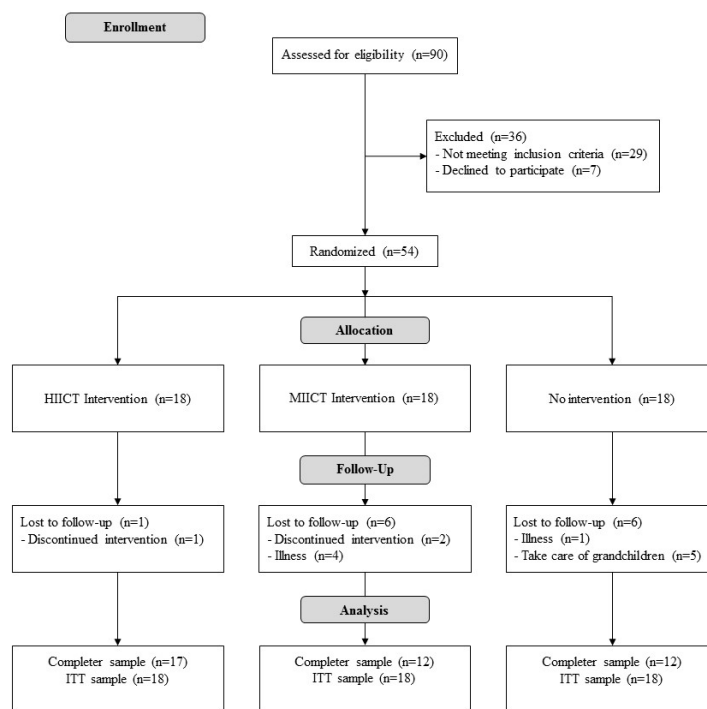 Enrollment
Assessed for eligibility (n=90)
Excluded (n=36)
- Not meeting inclusion criteria (n=29)
- Declined to participate (n=7)
Randomized (n=54)
Allocation
HIICT Intervention (n=18)
MIICT Intervention (n=18)
No intervention (n=18)
Follow-Up
Lost to follow-up (n=1)
- Discontinued intervention (n=1)
Lost to follow-up (n=6)
- Discontinued intervention (n=2)
- Illness (n=4)
Lost to follow-up (n=6)
- Illness (n=1)
- Take care of grandchildren (n=5)
Analysis
Completer sample (n=17)
ITT sample (n=18)
Completer sample (n=12)
ITT sample (n=18)
Completer sample (n=12)
ITT sample (n=18)